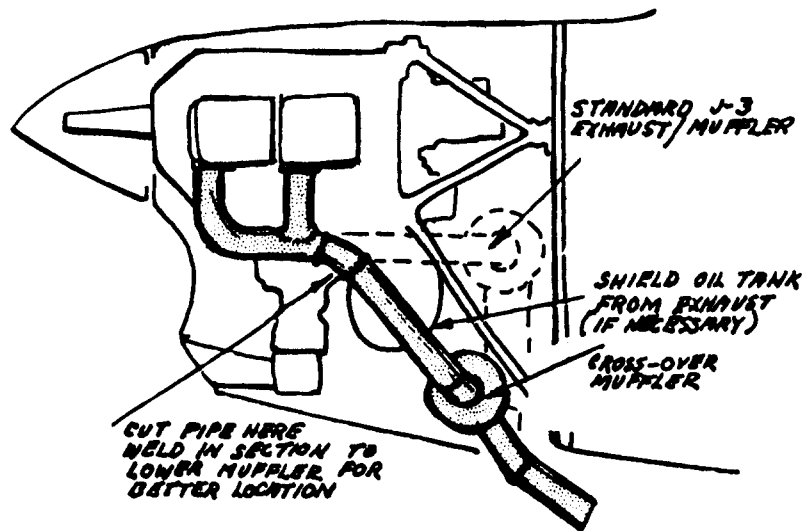 STANDARD J-3
EXHAUST/MUFFLER
SHIELD OIL TANK
FROM EXHAUST
(IF NECESSARY)
CROSS-OVER
MUFFLER
CUT PIPE HERE
WELD IN SECTION TO
LOWER MUFFLER FOR
BETTER LOCATION